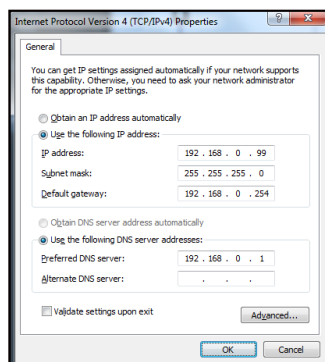 Internet Protocol Version 4 (TCP/IPv4) Properties
General
You can get IP settings assigned automatically if your network supports
this capability. Otherwise, you need to ask your network administrator
for the appropriate IP settings.
Obtain an IP address automatically
Use the following IP address:
IP address: 192 . 168 . 0 . 99
Subnet mask: 255 . 255 . 255 . 0
Default gateway: 192 . 168 . 0 . 254
Obtain DNS server address automatically
Use the following DNS server addresses:
Preferred DNS server: 192 . 168 . 0 . 1
Alternate DNS server: . . .
Validate settings upon exit
Advanced...
OK Cancel